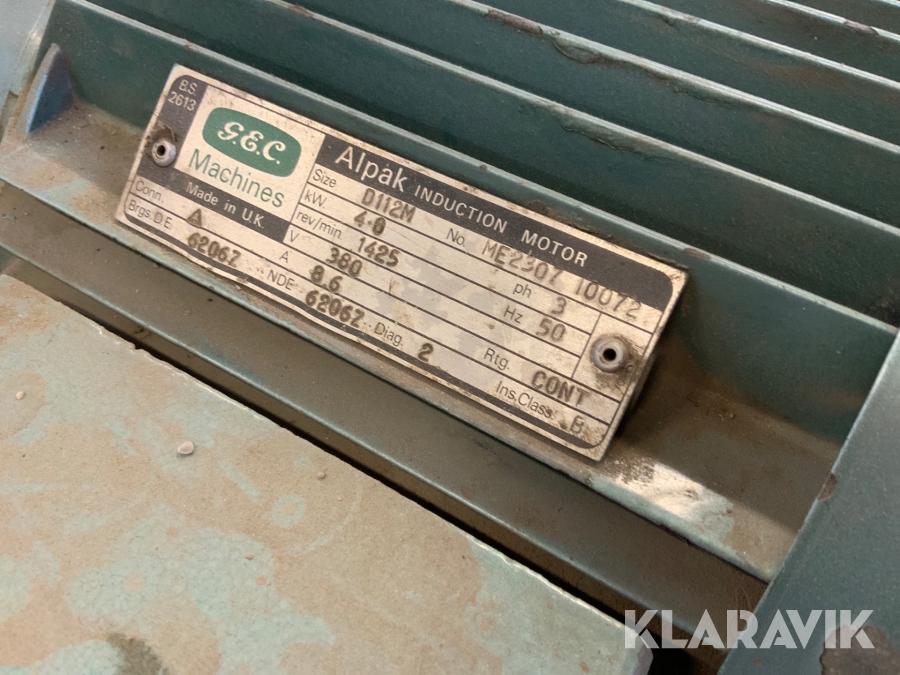 B.S. 2613
G.E.C. Machines
Made in U.K.
Alpak INDUCTION MOTOR
Size D112M No. ME2307 10072
kW. 4·0 ph 3
rev/min. 1425 Hz 50
V 380
Conn. Δ A 8.6 Rtg. CONT
Brgs. DE 6206Z NDE 6206Z Diag. 2 Ins. Class B
KLARAVIK